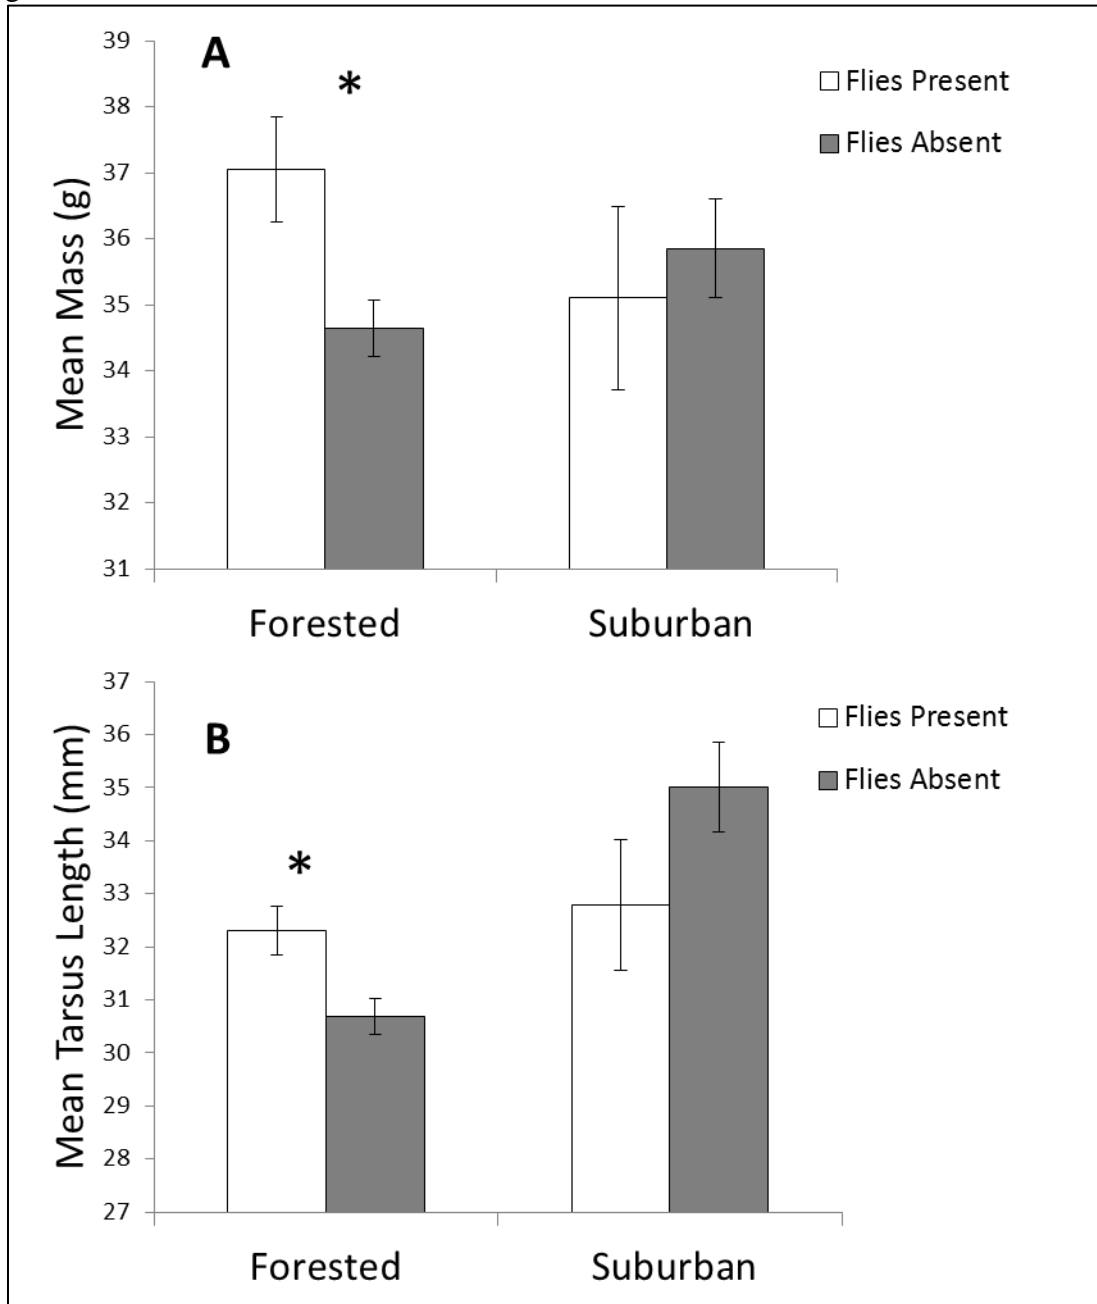 39
A
*
38
37
36
35
34
33
32
31
Mean Mass (g)
Flies Present
Flies Absent
Forested
Suburban
37
36
B
35
34
*
33
32
31
30
29
28
27
Mean Tarsus Length (mm)
Flies Present
Flies Absent
Forested
Suburban